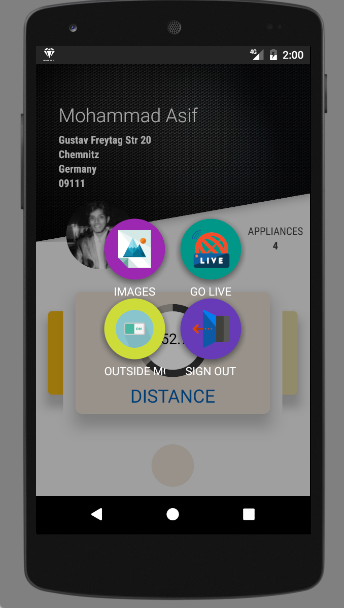 4G 2:00
Mohammad Asif
Gustav Freytag Str 20
Chemnitz
Germany
09111
APPLIANCES
4
LIVE
IMAGES
GO LIVE
52.
OUTSIDE M
SIGN OUT
DISTANCE